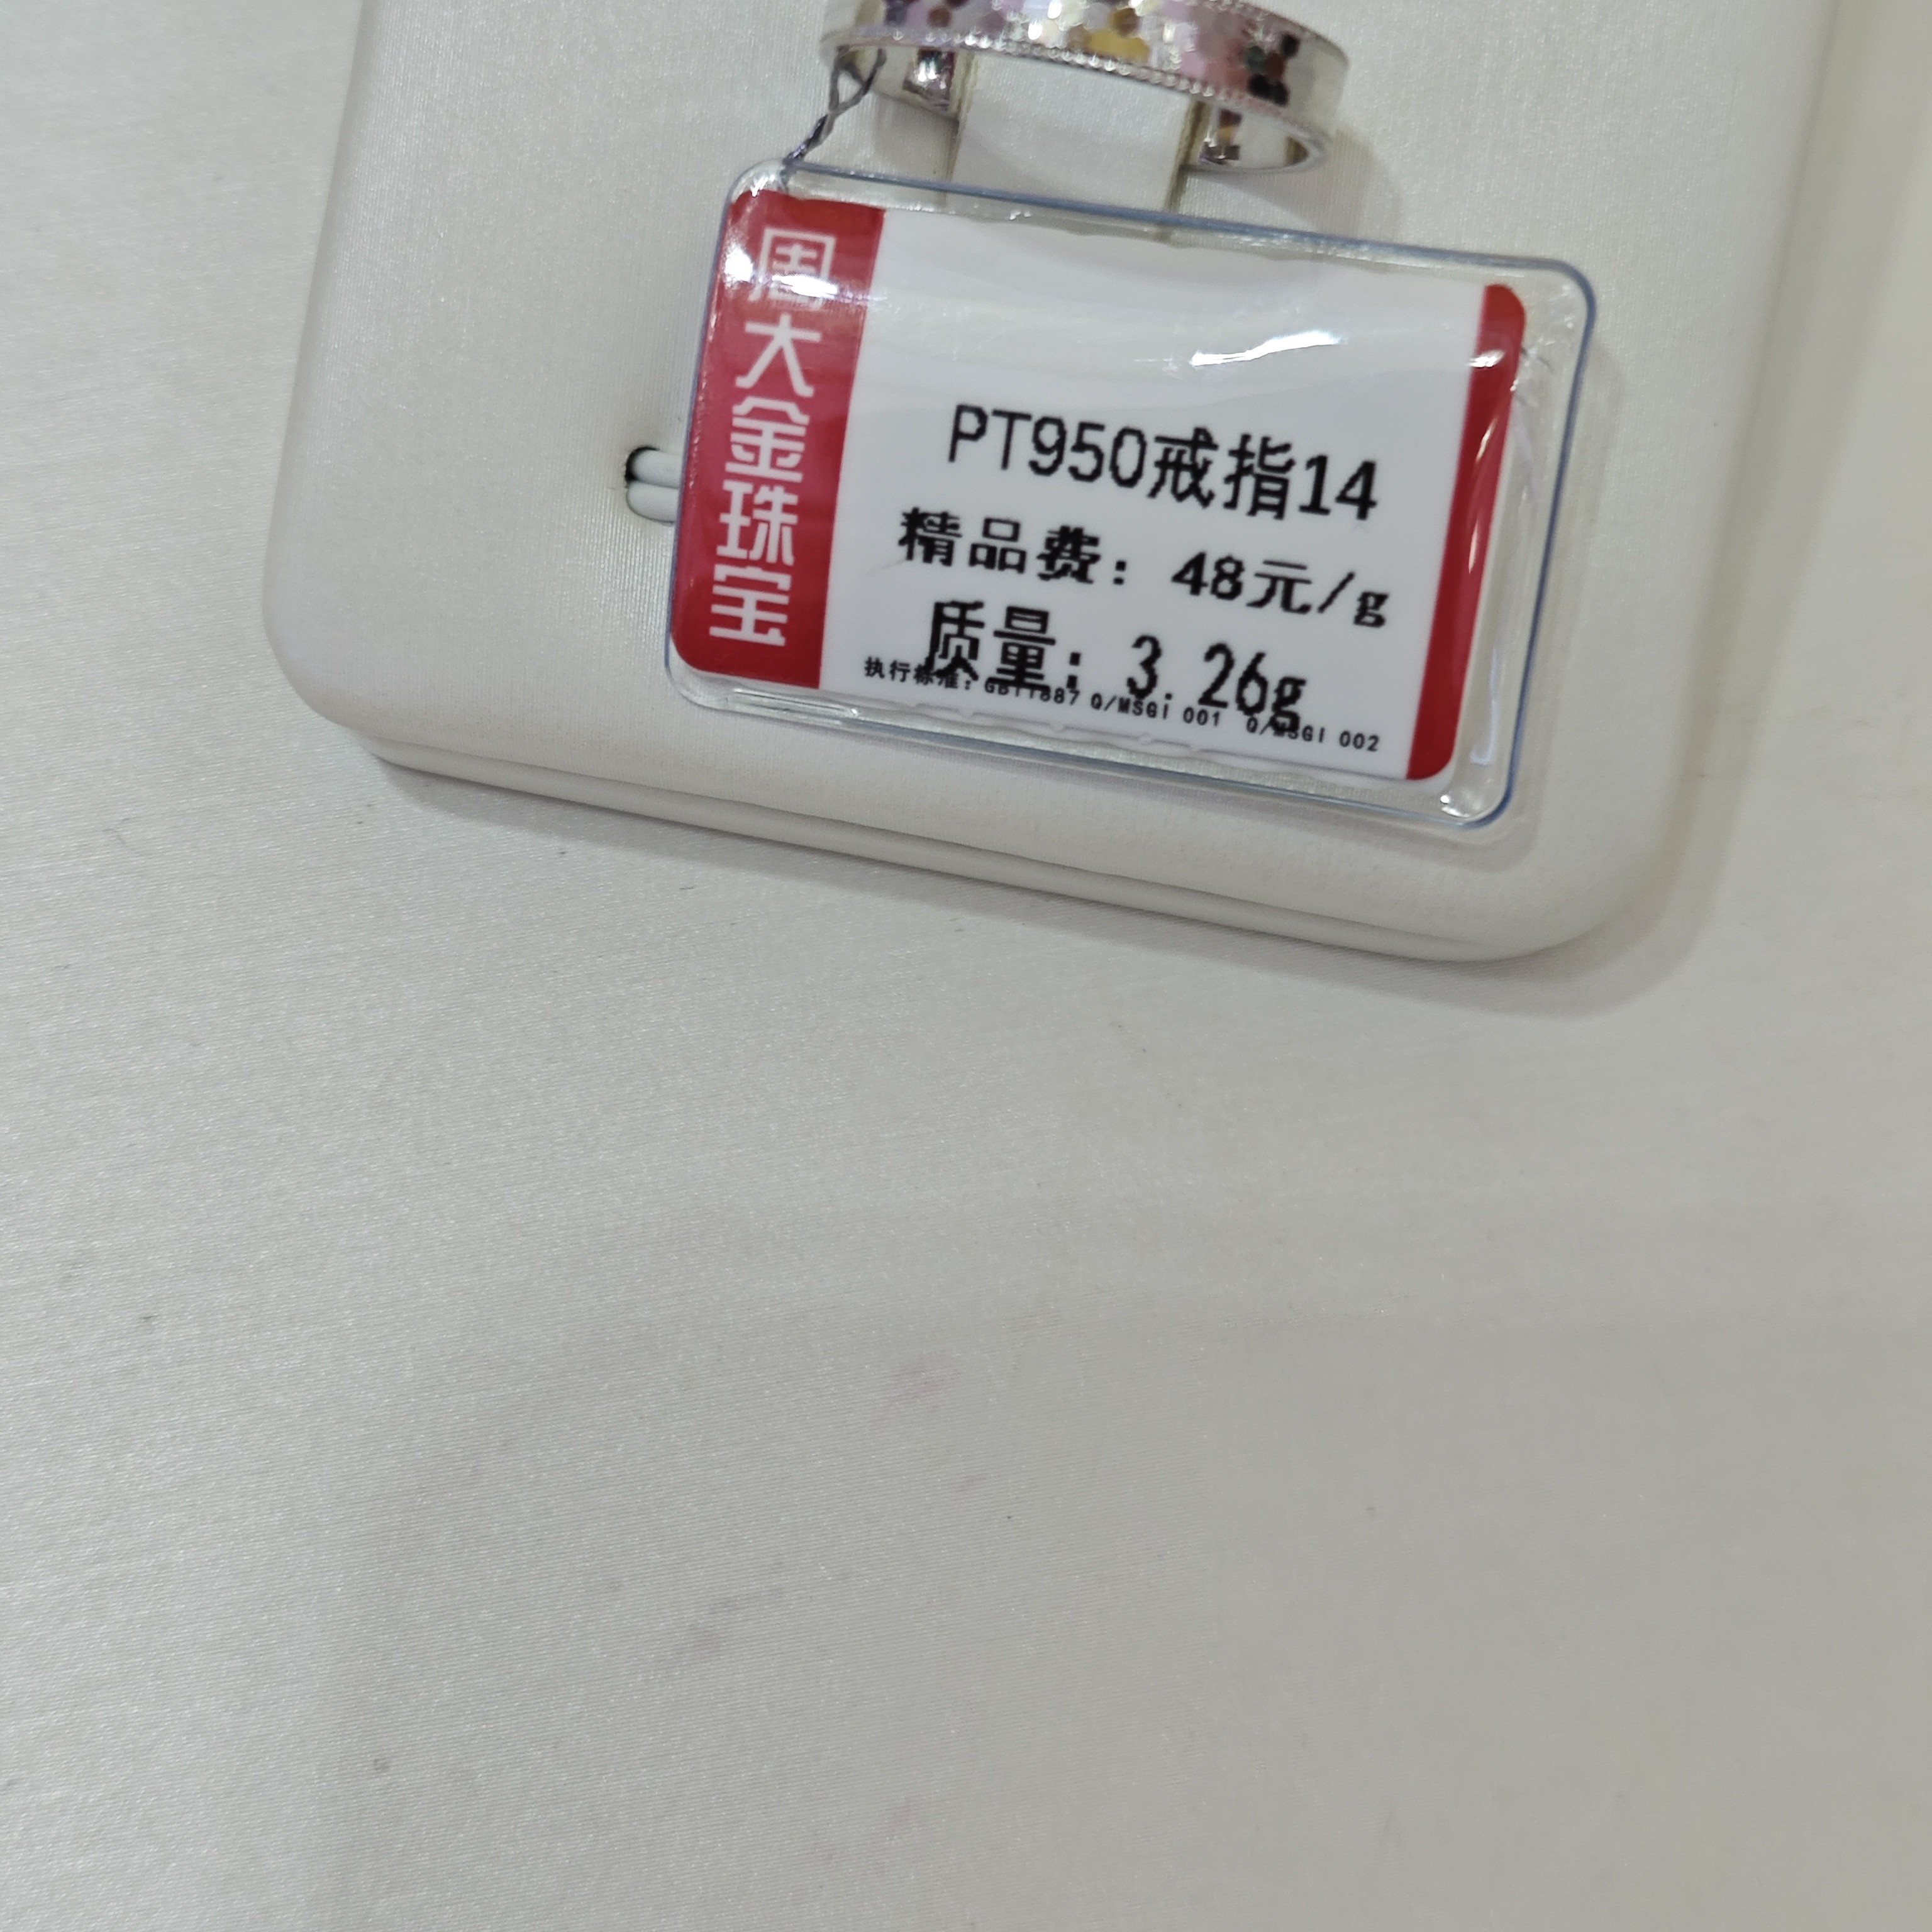 周大金珠宝
PT950戒指14
精品费：48元/g
质量：3.26g
执行标准：GB11887 Q/MSGI 001 Q/MSGI 002